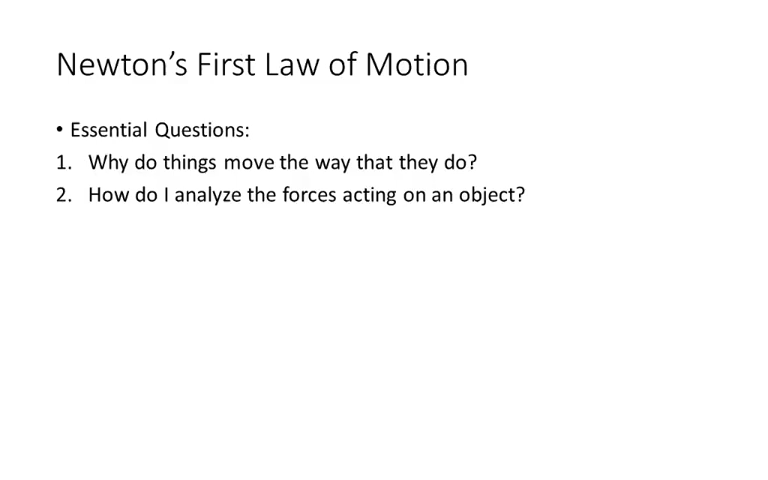 Newton’s First Law of Motion
• Essential Questions:
1. Why do things move the way that they do?
2. How do I analyze the forces acting on an object?